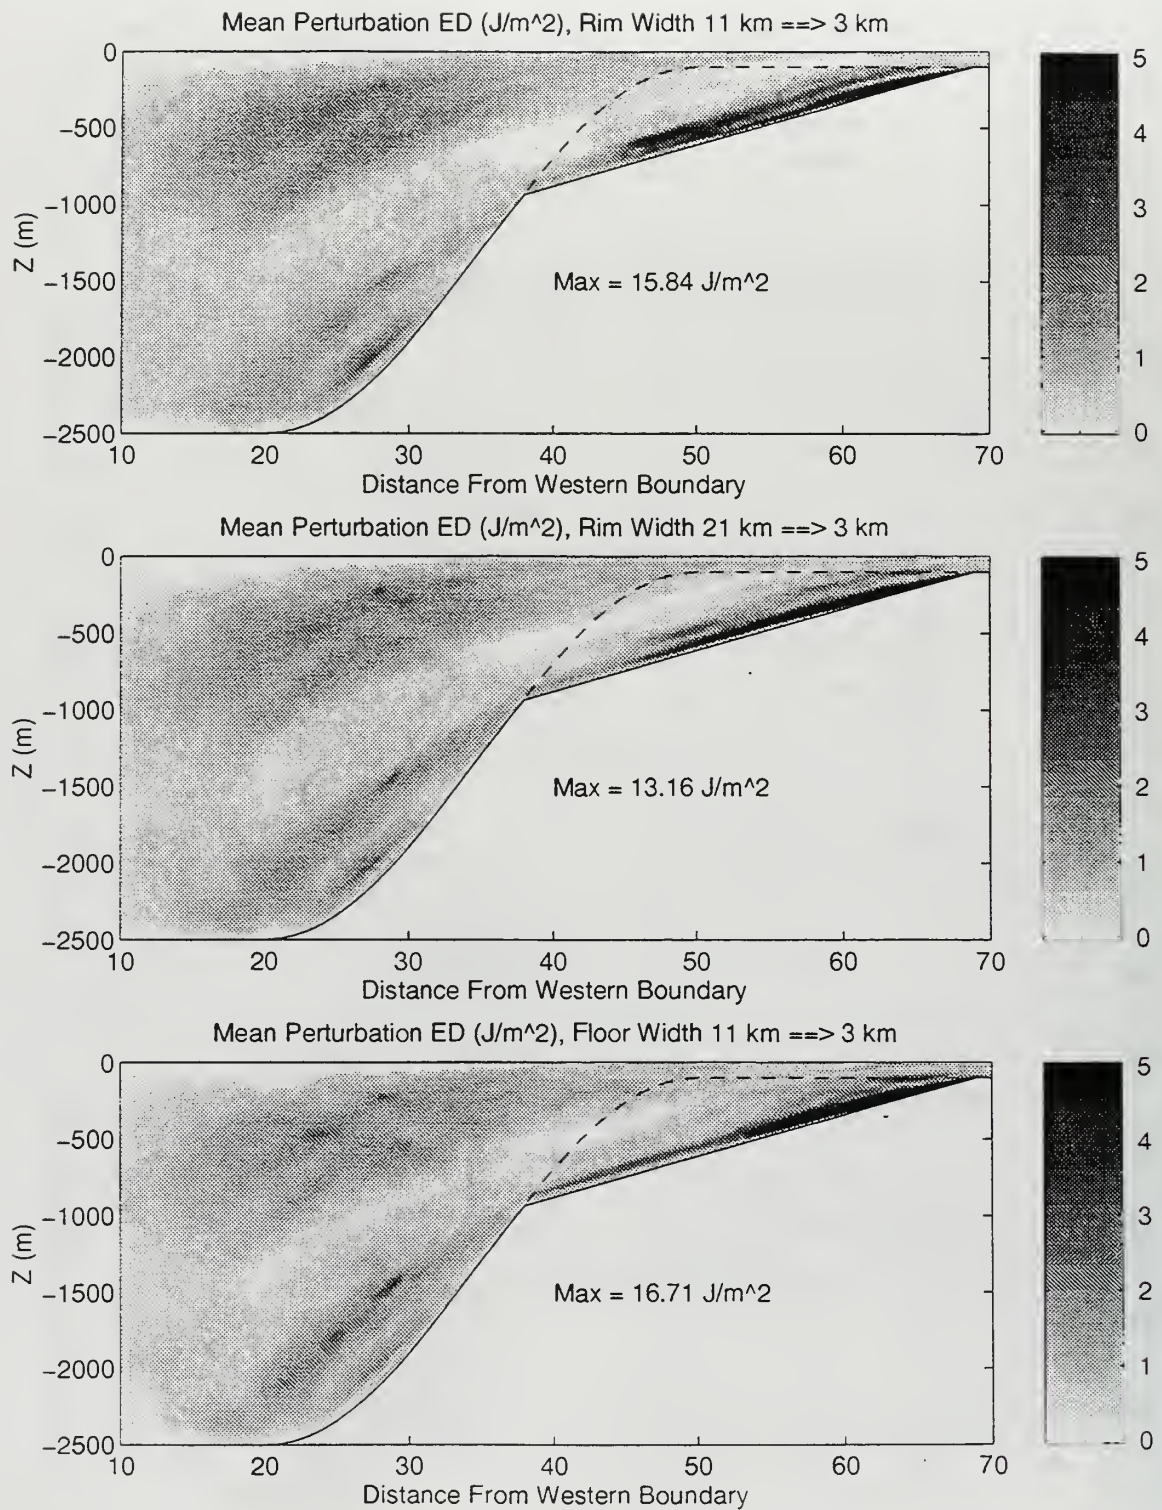 Mean Perturbation ED (J/m^2), Rim Width 11 km ==> 3 km
0
-500
-1000
-1500
-2000
-2500
Z (m)
Max = 15.84 J/m^2
10 20 30 40 50 60 70
Distance From Western Boundary
5
4
3
2
1
0
Mean Perturbation ED (J/m^2), Rim Width 21 km ==> 3 km
0
-500
-1000
-1500
-2000
-2500
Z (m)
Max = 13.16 J/m^2
10 20 30 40 50 60 70
Distance From Western Boundary
5
4
3
2
1
0
Mean Perturbation ED (J/m^2), Floor Width 11 km ==> 3 km
0
-500
-1000
-1500
-2000
-2500
Z (m)
Max = 16.71 J/m^2
10 20 30 40 50 60 70
Distance From Western Boundary
5
4
3
2
1
0